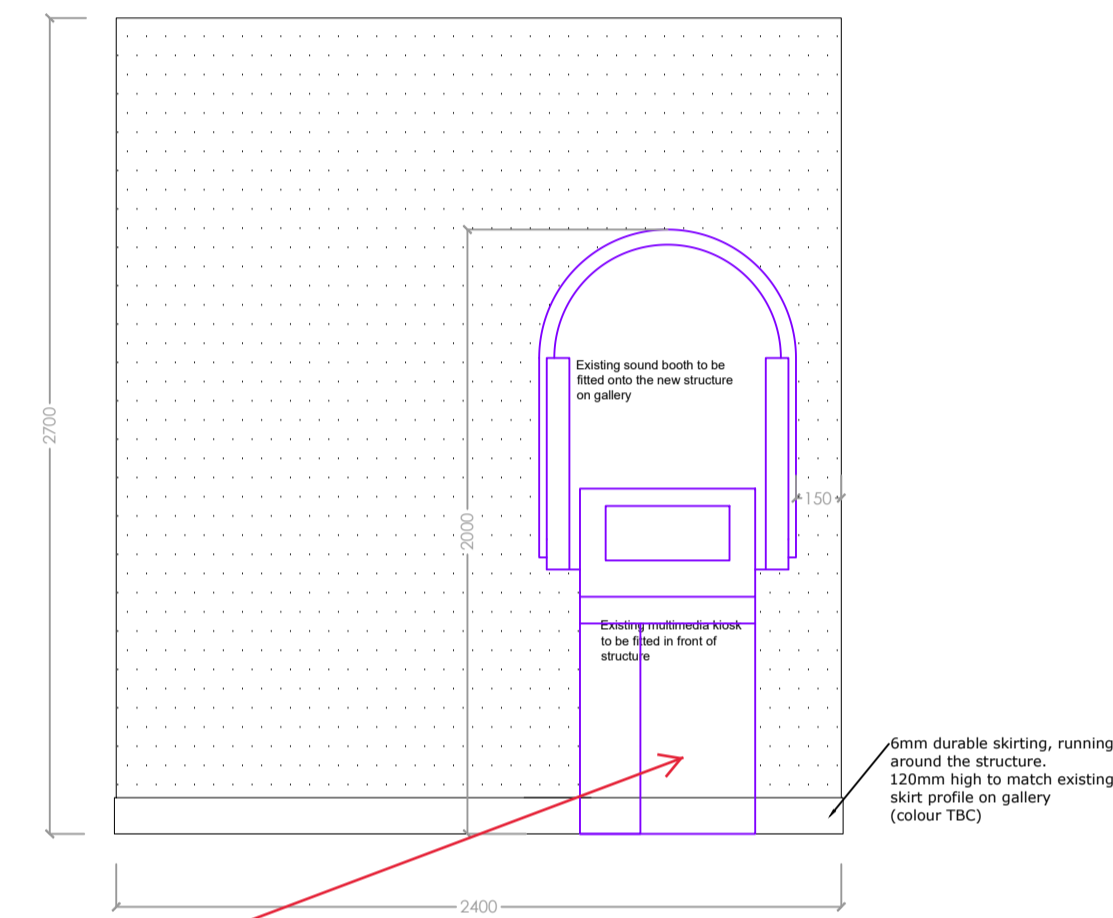 2700
Existing sound booth to be
fitted onto the new structure
on gallery
150
2000
Existing multimedia kiosk
to be fitted in front of
structure
6mm durable skirting, running
around the structure.
120mm high to match existing
skirt profile on gallery
(colour TBC)
2400